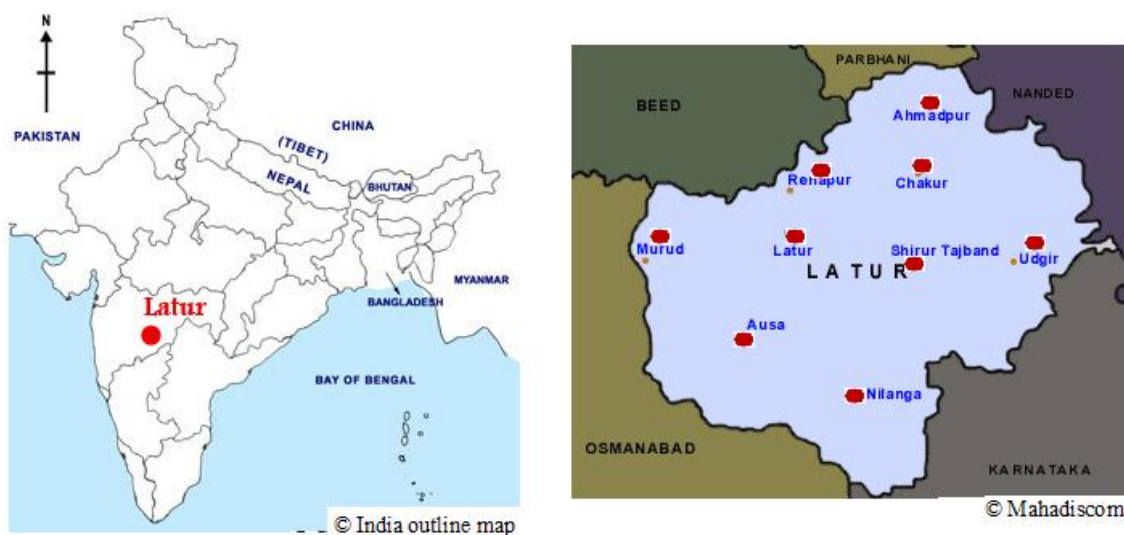 N
PAKISTAN
CHINA
(TIBET)
NEPAL
BHUTAN
MYANMAR
BANGLADESH
Latur
BAY OF BENGAL
© India outline map
PARBHANI
BEED
NANDED
Ahmadpur
Renapur
Chakur
Murud
Latur
Shirur Tajband
Udgir
LATUR
Ausa
Nilanga
OSMANABAD
KARNATAKA
© Mahadiscom